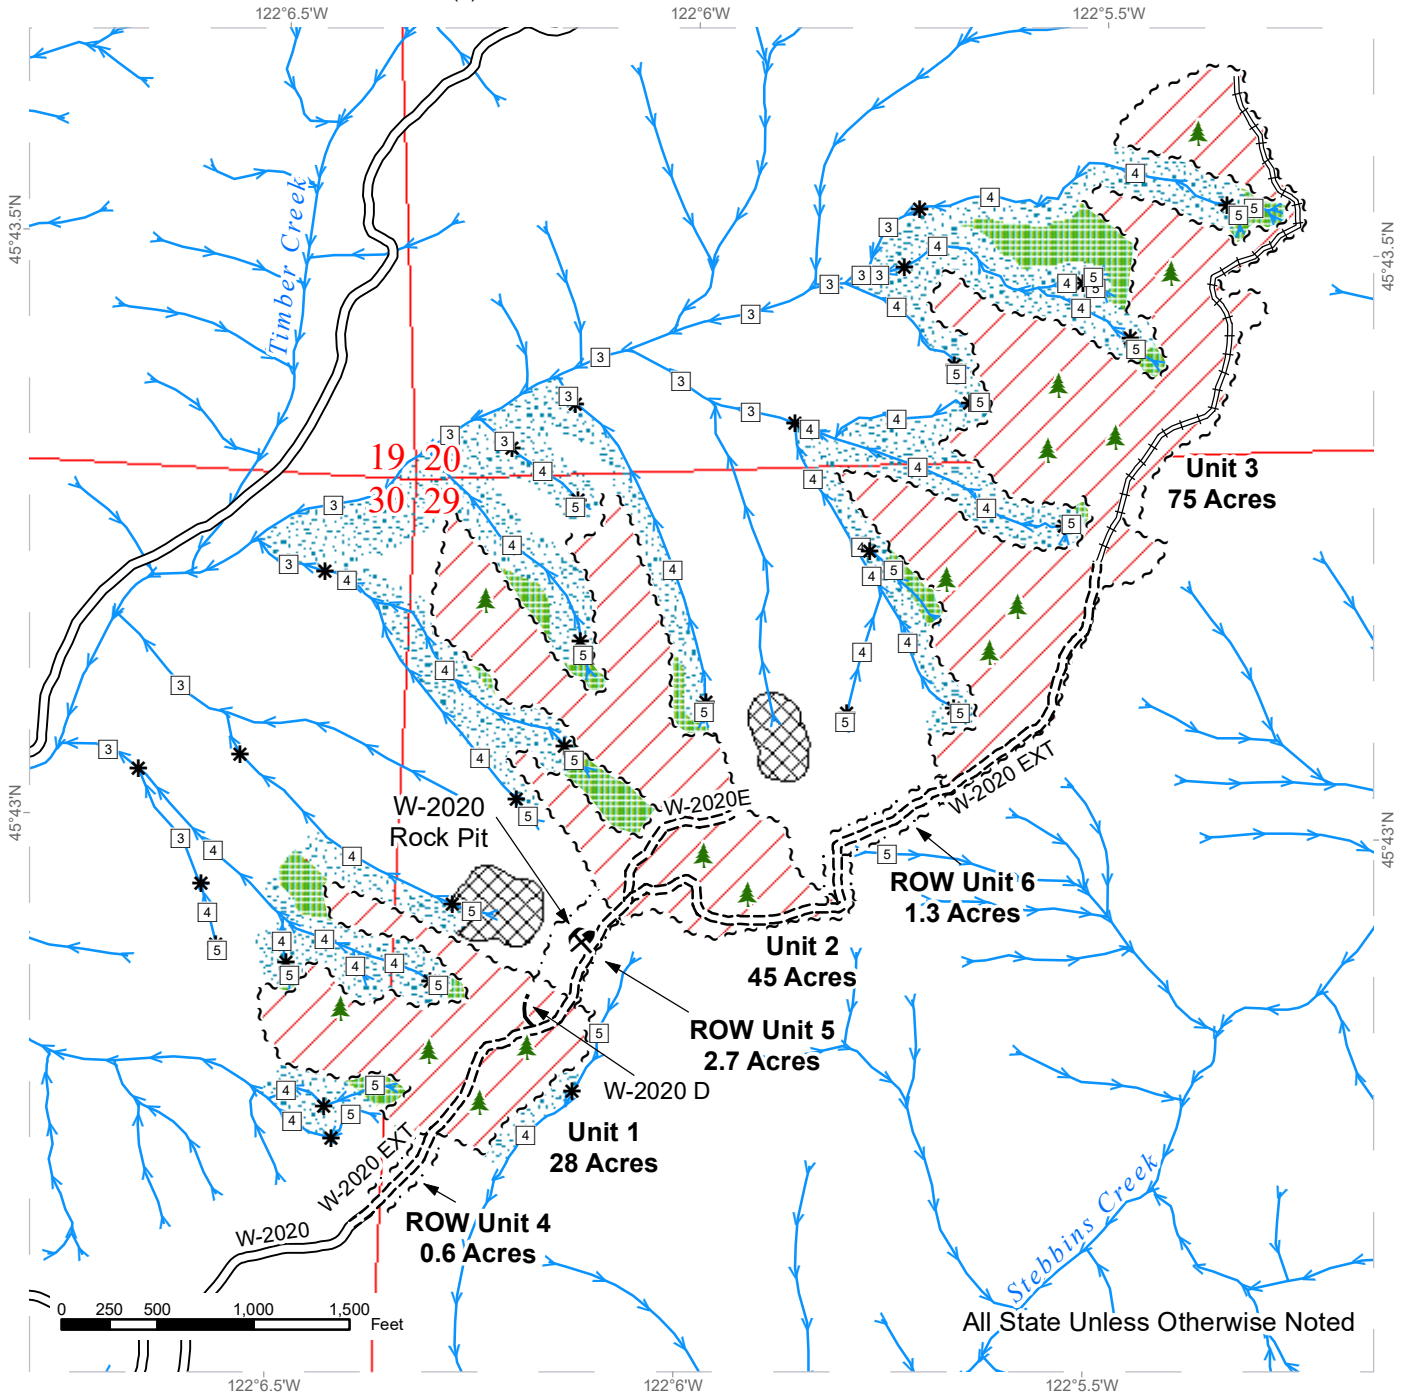 122°6.5'W
122°6'W
122°5.5'W
45°43.5'N
45°43.5'N
Timber Creek
19
20
30
29
Unit 3
75 Acres
W-2020 EXT
W-2020E
W-2020
Rock Pit
45°43'N
45°43'N
ROW Unit 6
1.3 Acres
Unit 2
45 Acres
ROW Unit 5
2.7 Acres
W-2020 D
Unit 1
28 Acres
W-2020 EXT
ROW Unit 4
0.6 Acres
W-2020
Stebbins Creek
0 250 500 1,000 1,500 Feet
All State Unless Otherwise Noted
122°6.5'W
122°6'W
122°5.5'W